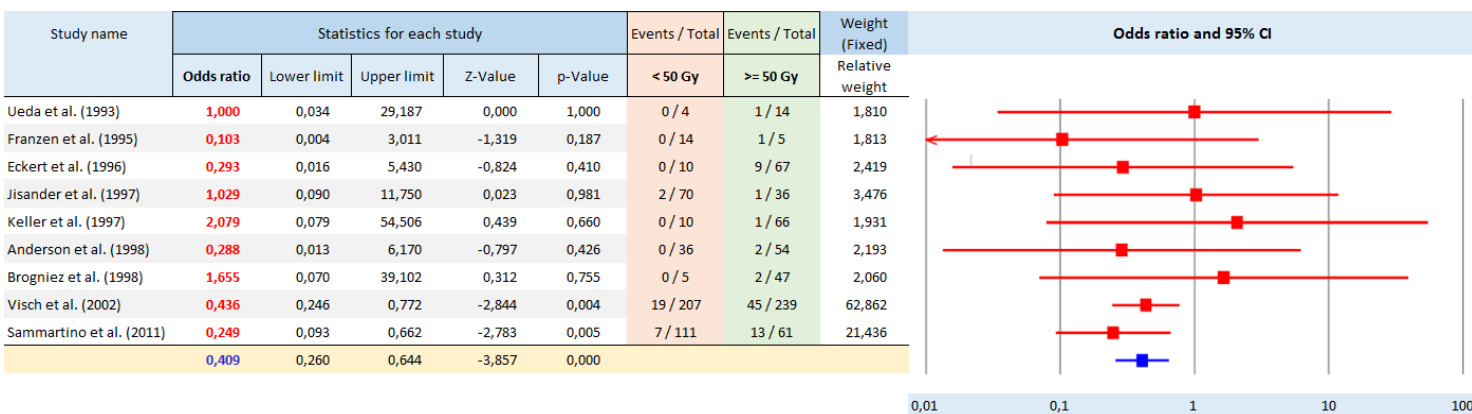 Study name Statistics for each study Events / Total Events / Total Weight (Fixed) Odds ratio and 95% CI
Odds ratio Lower limit Upper limit Z-Value p-Value < 50 Gy >= 50 Gy Relative weight
Ueda et al. (1993) 1,000 0,034 29,187 0,000 1,000 0 / 4 1 / 14 1,810
Franzen et al. (1995) 0,103 0,004 3,011 -1,319 0,187 0 / 14 1 / 5 1,813
Eckert et al. (1996) 0,293 0,016 5,430 -0,824 0,410 0 / 10 9 / 67 2,419
Jisander et al. (1997) 1,029 0,090 11,750 0,023 0,981 2 / 70 1 / 36 3,476
Keller et al. (1997) 2,079 0,079 54,506 0,439 0,660 0 / 10 1 / 66 1,931
Anderson et al. (1998) 0,288 0,013 6,170 -0,797 0,426 0 / 36 2 / 54 2,193
Brogniez et al. (1998) 1,655 0,070 39,102 0,312 0,755 0 / 5 2 / 47 2,060
Visch et al. (2002) 0,436 0,246 0,772 -2,844 0,004 19 / 207 45 / 239 62,862
Sammartino et al. (2011) 0,249 0,093 0,662 -2,783 0,005 7 / 111 13 / 61 21,436
0,409 0,260 0,644 -3,857 0,000
0,01 0,1 1 10 100